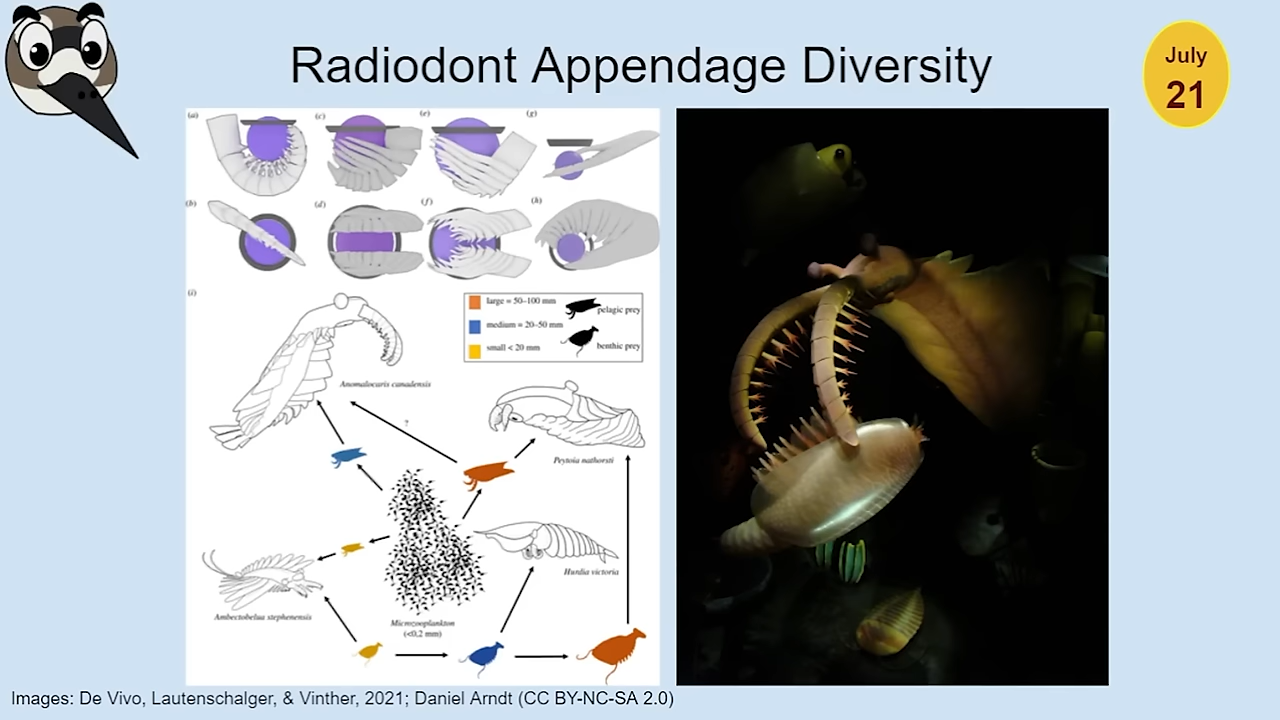 Radiodont Appendage Diversity
July
21
(a)
(c)
(e)
(g)
(b)
(d)
(f)
(h)
(i)
large = 50–100 mm
pelagic prey
medium = 20–50 mm
benthic prey
small < 20 mm
Anomalocaris canadensis
?
Peytoia nathorsti
Hurdia victoria
Ambectobelua stephenensis
Microzooplankton
(<0,2 mm)
Images: De Vivo, Lautenschalger, & Vinther, 2021; Daniel Arndt (CC BY-NC-SA 2.0)